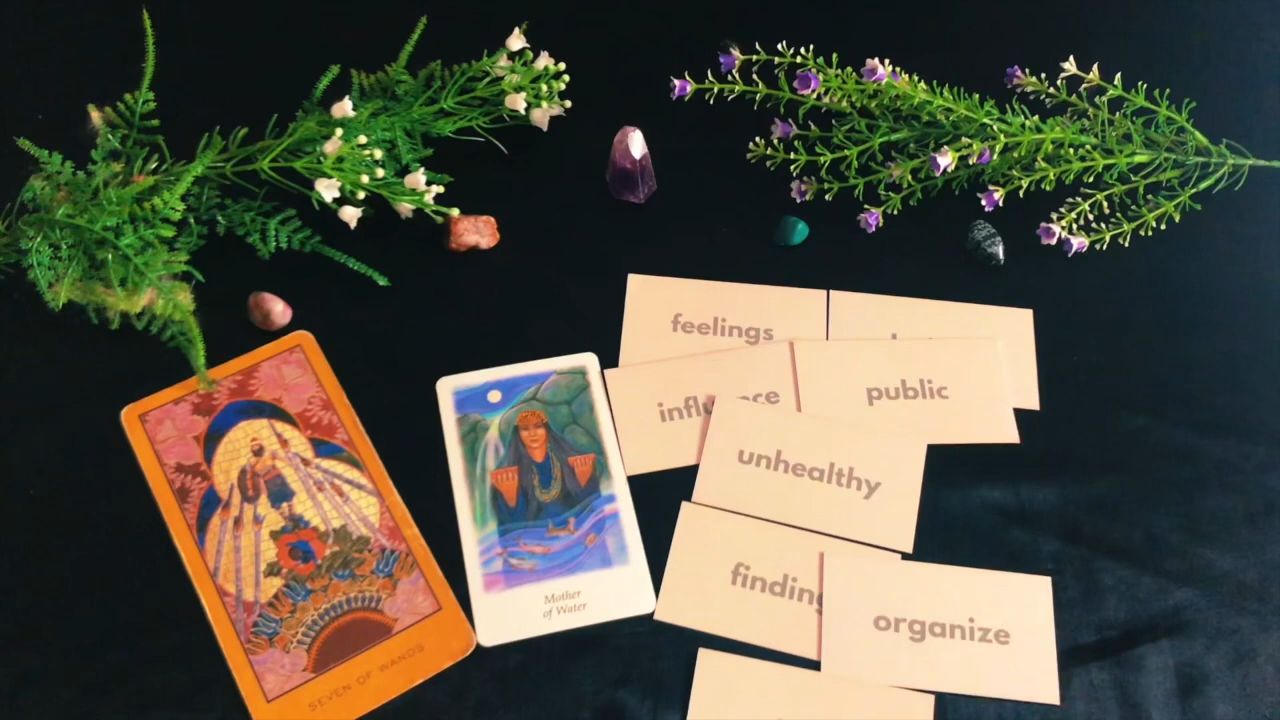 feelings
public
unhealthy
organize
Mother
of Water
SEVEN OF WANDS